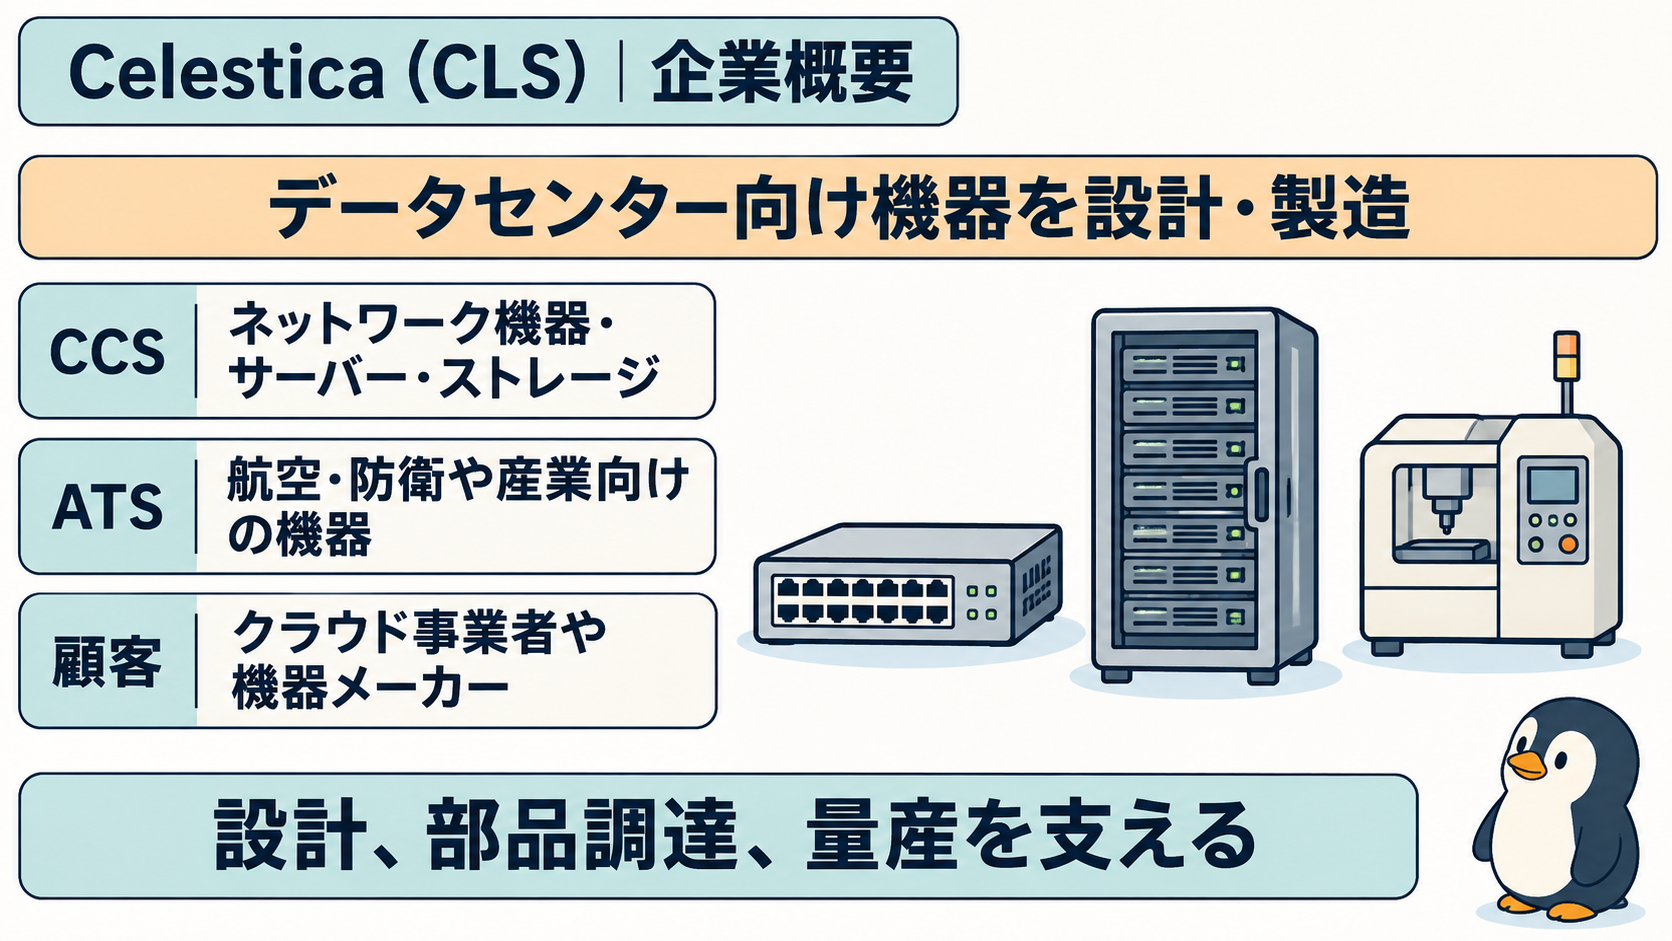 Celestica（CLS）｜企業概要
データセンター向け機器を設計・製造
CCS
ネットワーク機器・
サーバー・ストレージ
ATS
航空・防衛や産業向け
の機器
顧客
クラウド事業者や
機器メーカー
設計、部品調達、量産を支える